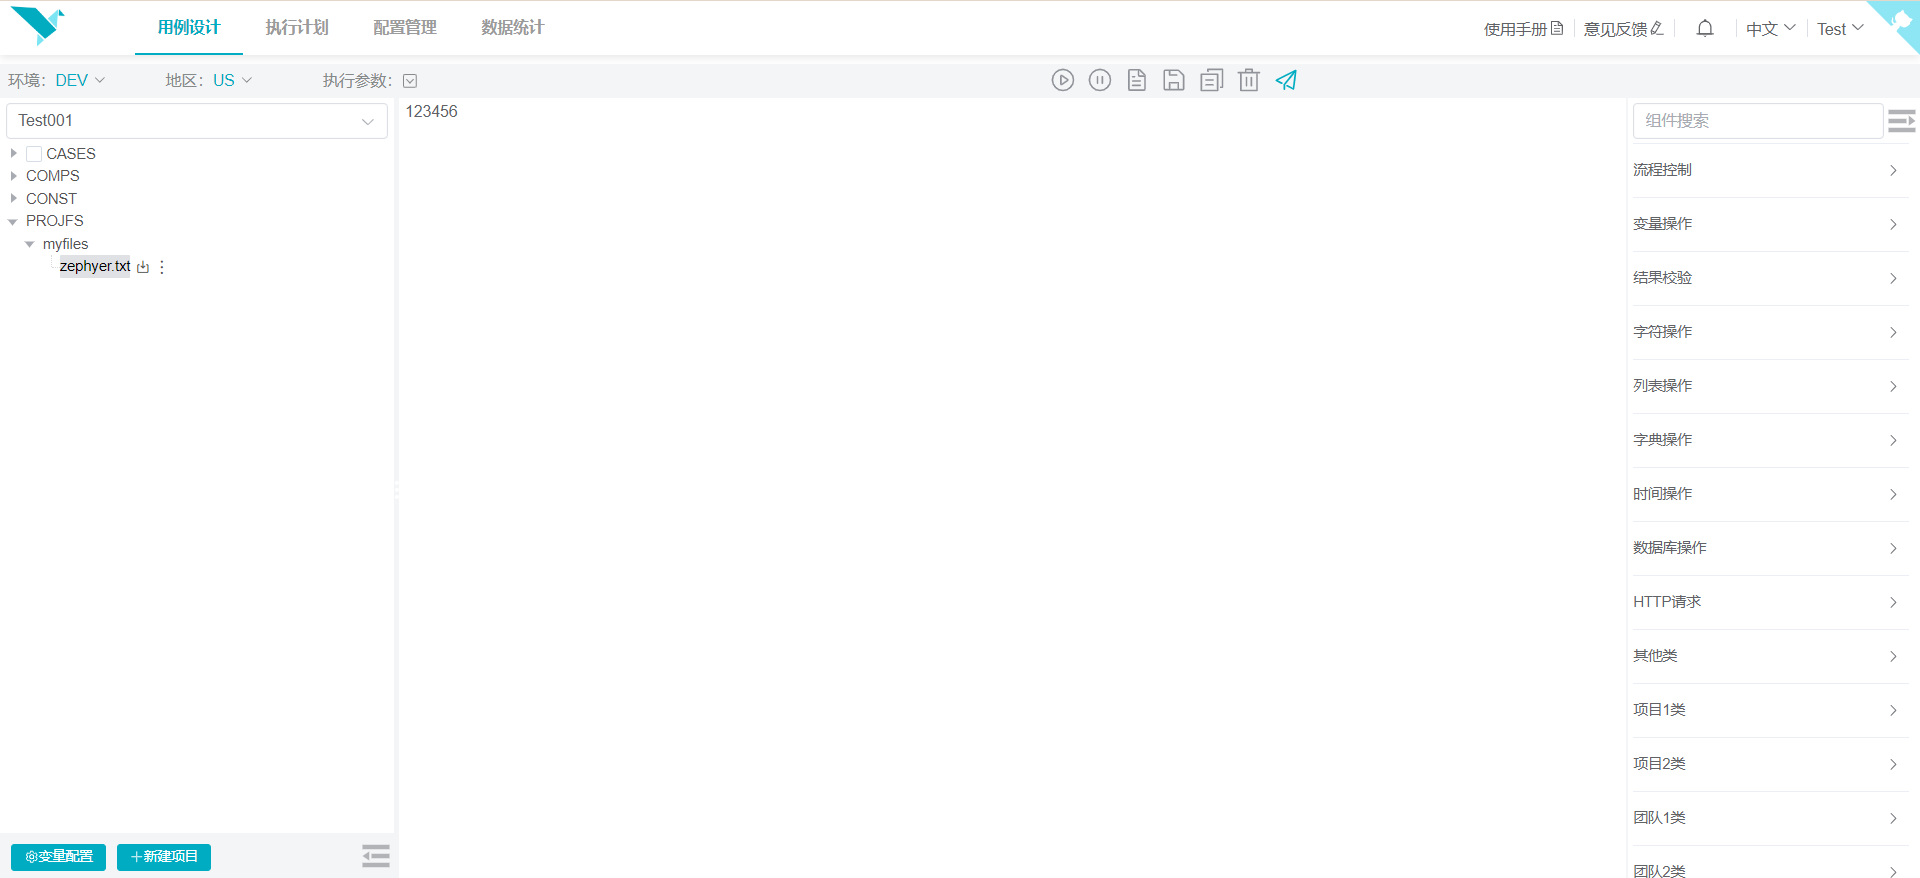 用例设计 执行计划 配置管理 数据统计 使用手册 意见反馈 中文 Test
环境: DEV 地区: US 执行参数:
Test001
CASES
COMPS
CONST
PROJFS
myfiles
zephyer.txt
变量配置 +新建项目
123456
组件搜索
流程控制
变量操作
结果校验
字符操作
列表操作
字典操作
时间操作
数据库操作
HTTP请求
其他类
项目1类
项目2类
团队1类
团队2类